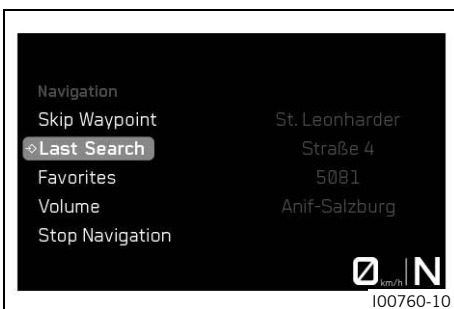 Navigation
Skip Waypoint
Last Search
Favorites
Volume
Stop Navigation
St. Leonharder
Straße 4
5081
Anif-Salzburg
0 km/h N
I00760-10